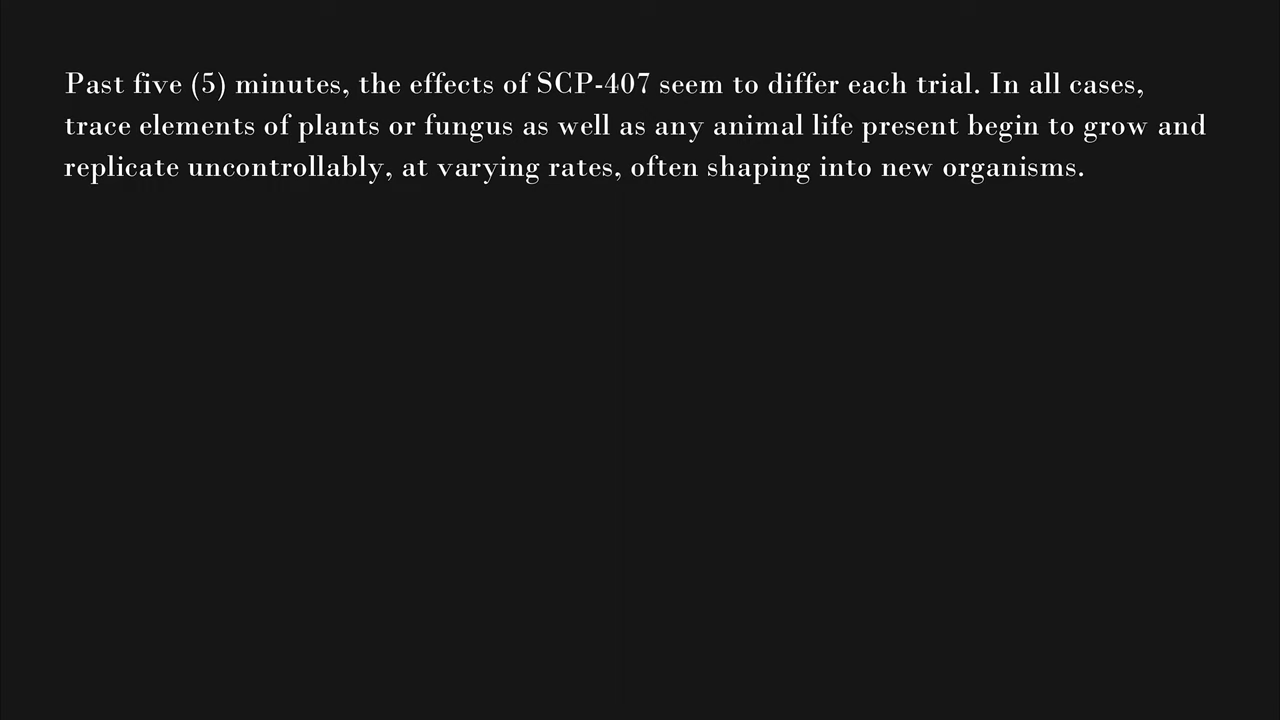 Past five (5) minutes, the effects of SCP-407 seem to differ each trial. In all cases,
trace elements of plants or fungus as well as any animal life present begin to grow and
replicate uncontrollably, at varying rates, often shaping into new organisms.